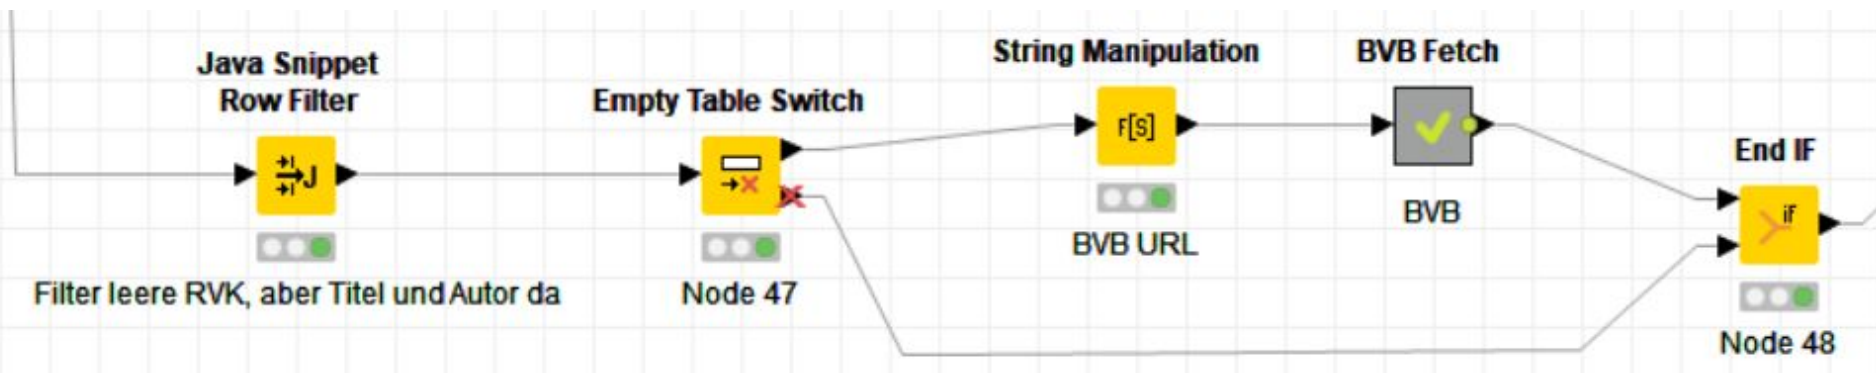 Java Snippet
Row Filter
J
Filter leere RVK, aber Titel und Autor da
Empty Table Switch
Node 47
String Manipulation
F[S]
BVB URL
BVB Fetch
BVB
End IF
if
Node 48